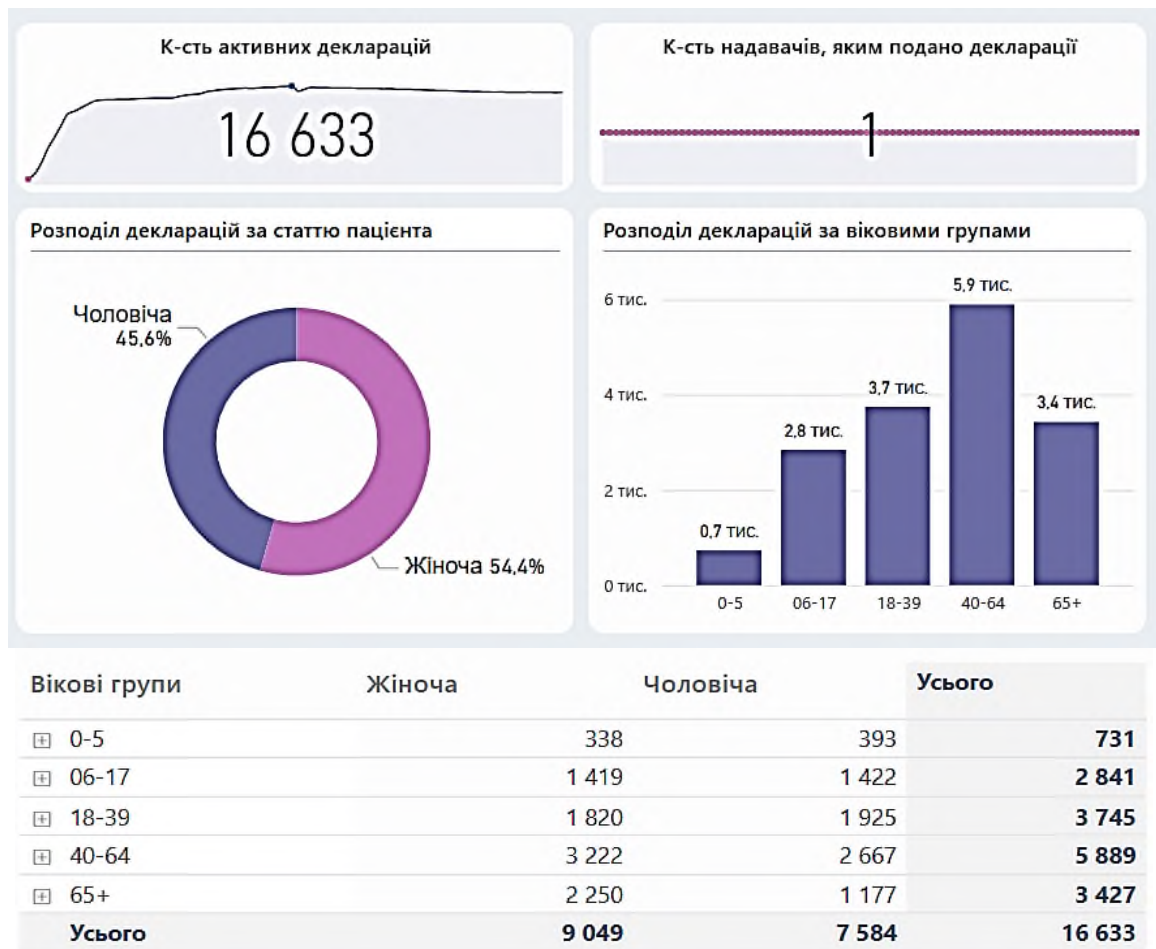 К-сть активних декларацій
16 633
К-сть надавачів, яким подано декларації
1
Розподіл декларацій за статтю пацієнта
Чоловіча
45,6%
Жіноча 54,4%
Розподіл декларацій за віковими групами
6 тис.
4 тис.
2 тис.
0 тис.
0,7 тис.
2,8 тис.
3,7 тис.
5,9 тис.
3,4 тис.
0-5 06-17 18-39 40-64 65+
Вікові групи Жіноча Чоловіча Усього
0-5 338 393 731
06-17 1 419 1 422 2 841
18-39 1 820 1 925 3 745
40-64 3 222 2 667 5 889
65+ 2 250 1 177 3 427
Усього 9 049 7 584 16 633